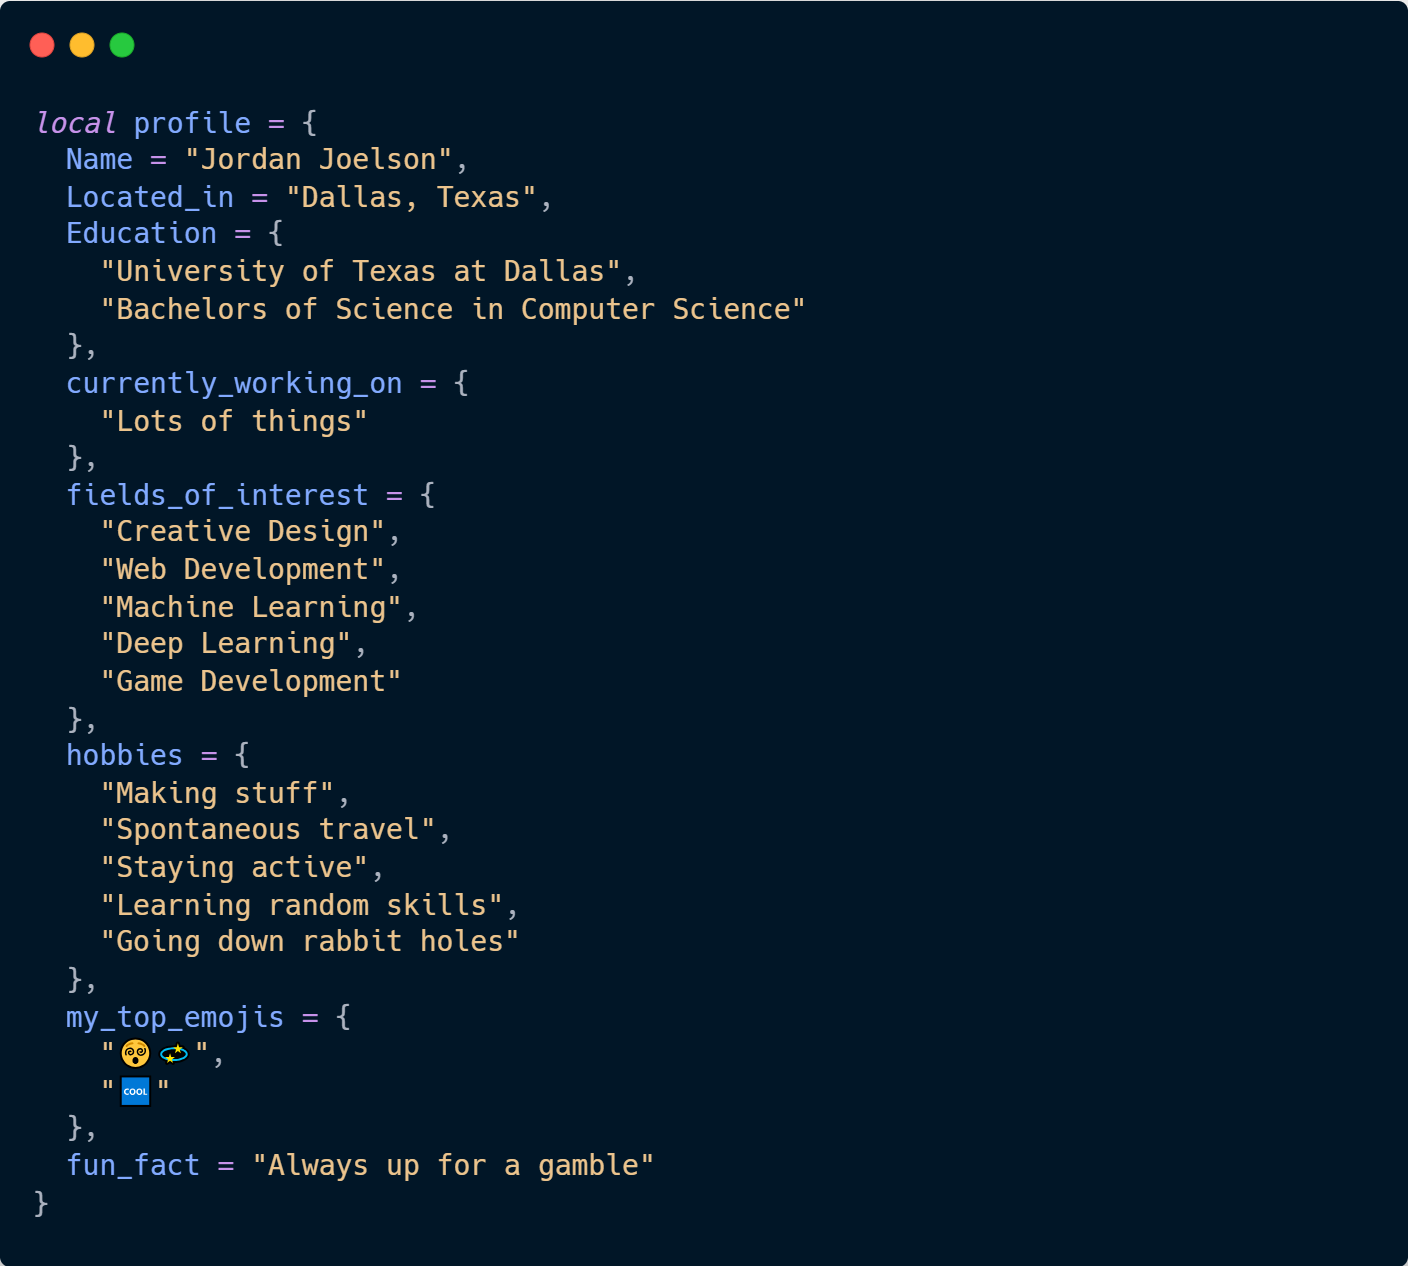 local profile = {
  Name = "Jordan Joelson",
  Located_in = "Dallas, Texas",
  Education = {
    "University of Texas at Dallas",
    "Bachelors of Science in Computer Science"
  },
  currently_working_on = {
    "Lots of things"
  },
  fields_of_interest = {
    "Creative Design",
    "Web Development",
    "Machine Learning",
    "Deep Learning",
    "Game Development"
  },
  hobbies = {
    "Making stuff",
    "Spontaneous travel",
    "Staying active",
    "Learning random skills",
    "Going down rabbit holes"
  },
  my_top_emojis = {
    "😵💫",
    "🆒"
  },
  fun_fact = "Always up for a gamble"
}